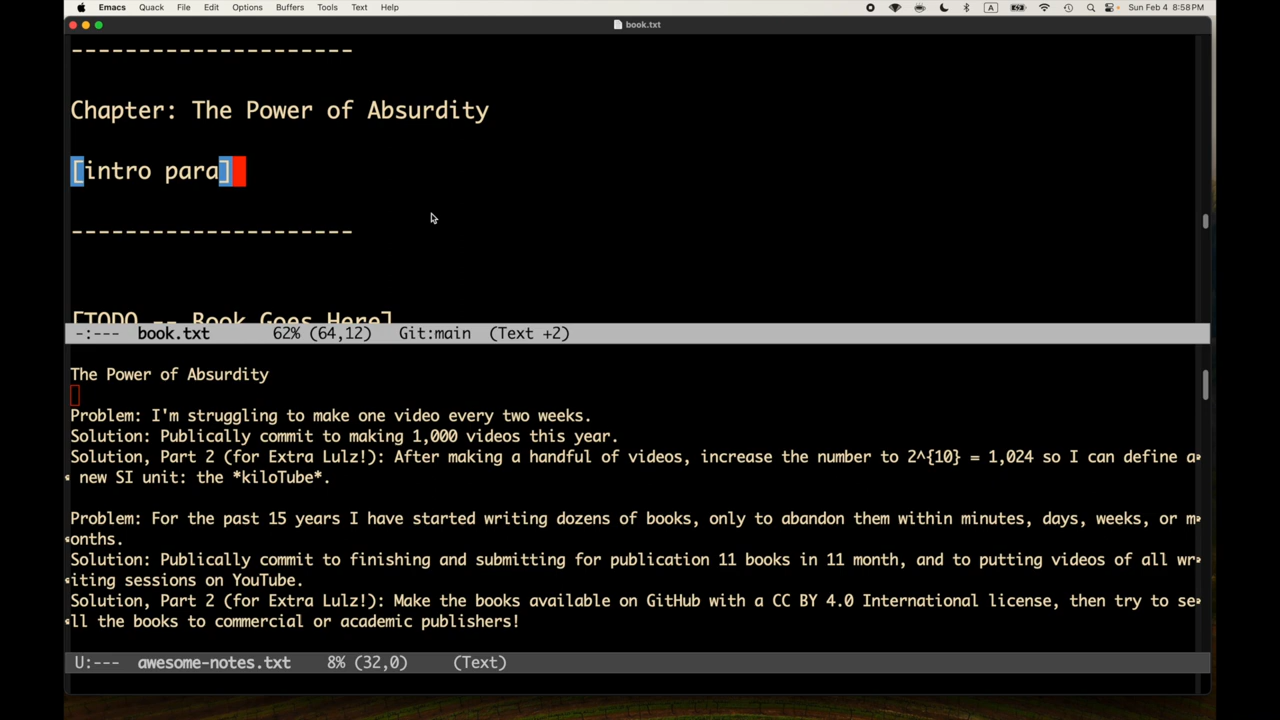 Emacs Quack File Edit Options Buffers Tools Text Help A Sun Feb 4 8:58 PM
book.txt
---------------------
Chapter: The Power of Absurdity
[intro para]
---------------------
[TODO -- Book Goes Here]
-:--- book.txt 62% (64,12) Git:main (Text +2)
The Power of Absurdity
Problem: I'm struggling to make one video every two weeks.
Solution: Publically commit to making 1,000 videos this year.
Solution, Part 2 (for Extra Lulz!): After making a handful of videos, increase the number to 2^{10} = 1,024 so I can define a
new SI unit: the *kiloTube*.
Problem: For the past 15 years I have started writing dozens of books, only to abandon them within minutes, days, weeks, or m
onths.
Solution: Publically commit to finishing and submitting for publication 11 books in 11 month, and to putting videos of all wr
iting sessions on YouTube.
Solution, Part 2 (for Extra Lulz!): Make the books available on GitHub with a CC BY 4.0 International license, then try to se
ll the books to commercial or academic publishers!
U:--- awesome-notes.txt 8% (32,0) (Text)